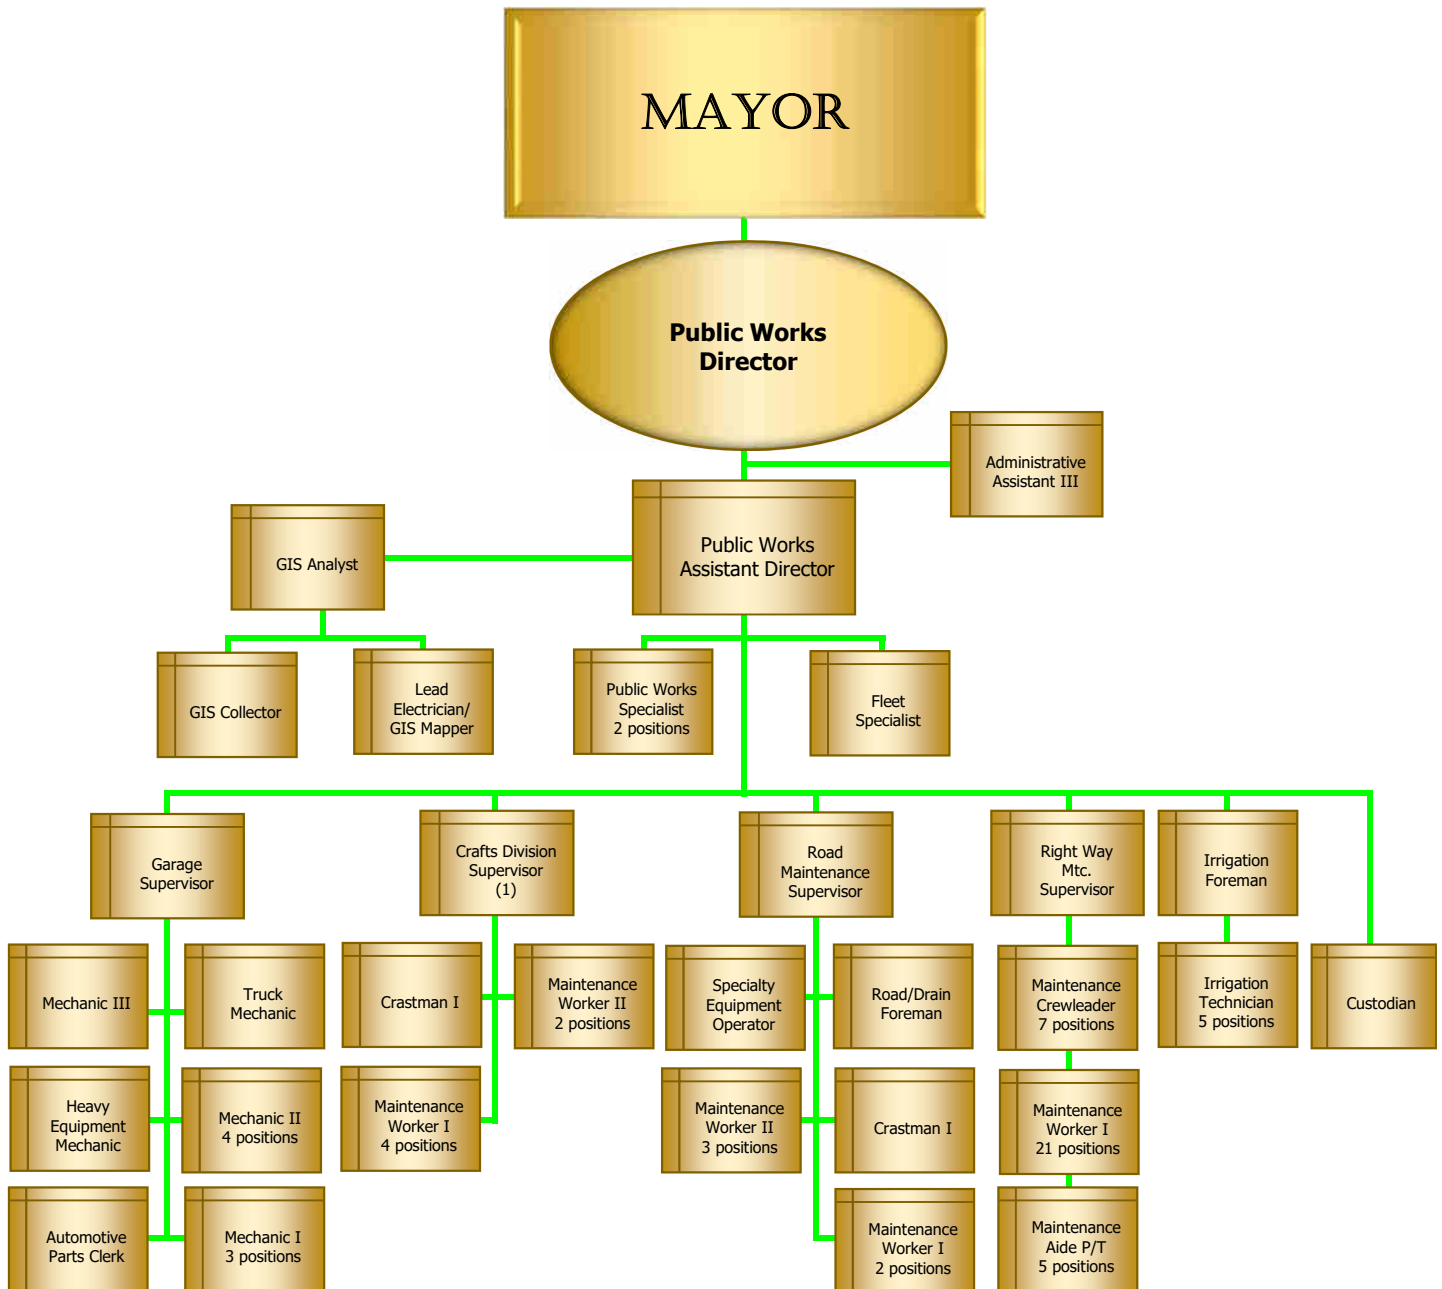 MAYOR
Public Works
Director
Administrative
Assistant III
Public Works
Assistant Director
GIS Analyst
GIS Collector
Lead
Electrician/
GIS Mapper
Public Works
Specialist
2 positions
Fleet
Specialist
Garage
Supervisor
Crafts Division
Supervisor
(1)
Road
Maintenance
Supervisor
Right Way
Mtc.
Supervisor
Irrigation
Foreman
Mechanic III
Truck
Mechanic
Crastman I
Maintenance
Worker II
2 positions
Specialty
Equipment
Operator
Road/Drain
Foreman
Maintenance
Crewleader
7 positions
Irrigation
Technician
5 positions
Custodian
Heavy
Equipment
Mechanic
Mechanic II
4 positions
Maintenance
Worker I
4 positions
Maintenance
Worker II
3 positions
Crastman I
Maintenance
Worker I
21 positions
Automotive
Parts Clerk
Mechanic I
3 positions
Maintenance
Worker I
2 positions
Maintenance
Aide P/T
5 positions